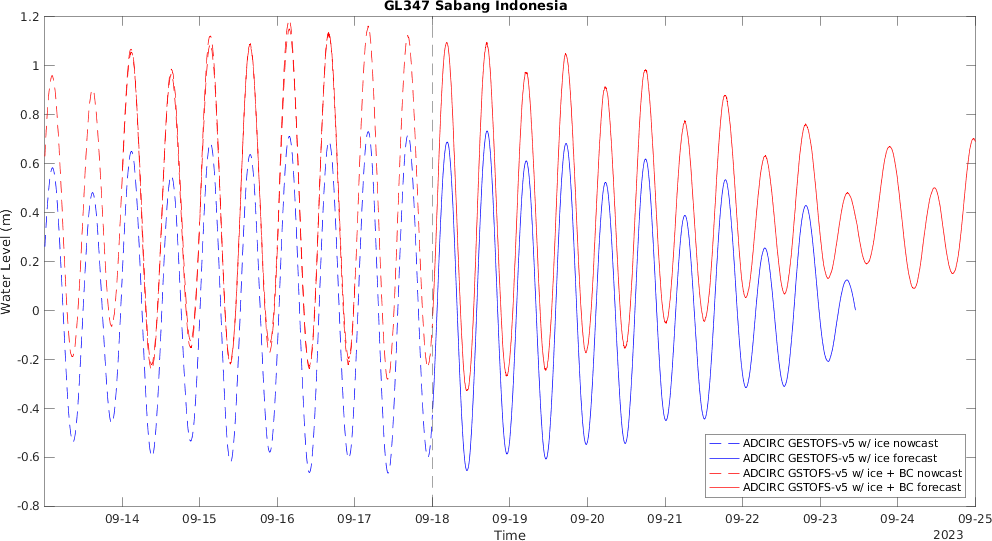 GL347 Sabang Indonesia
1.2
1
0.8
0.6
0.4
0.2
0
-0.2
-0.4
-0.6
-0.8
Water Level (m)
ADCIRC GESTOFS-v5 w/ ice nowcast
ADCIRC GESTOFS-v5 w/ ice forecast
ADCIRC GSTOFS-v5 w/ ice + BC nowcast
ADCIRC GSTOFS-v5 w/ ice + BC forecast
09-14 09-15 09-16 09-17 09-18 09-19 09-20 09-21 09-22 09-23 09-24 09-25
Time
2023